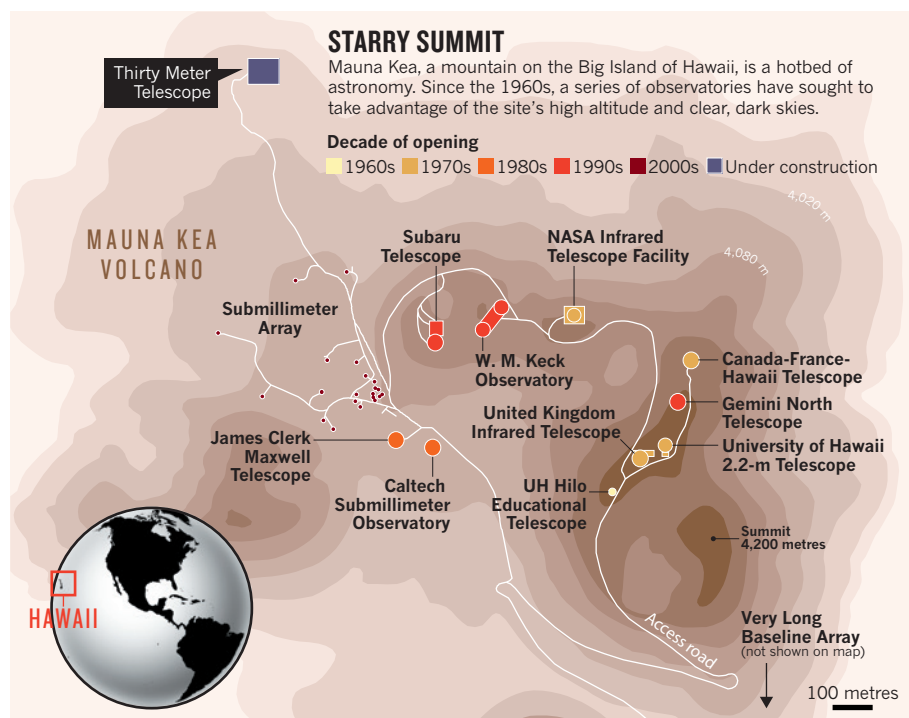 STARRY SUMMIT
Mauna Kea, a mountain on the Big Island of Hawaii, is a hotbed of
astronomy. Since the 1960s, a series of observatories have sought to
take advantage of the site's high altitude and clear, dark skies.
Thirty Meter
Telescope
Decade of opening
1960s 1970s 1980s 1990s 2000s Under construction
4,020 m
4,080 m
MAUNA KEA
VOLCANO
Subaru
Telescope
NASA Infrared
Telescope Facility
Submillimeter
Array
W. M. Keck
Observatory
Canada-France-
Hawaii Telescope
Gemini North
Telescope
United Kingdom
Infrared Telescope
University of Hawaii
2.2-m Telescope
James Clerk
Maxwell
Telescope
Caltech
Submillimeter
Observatory
UH Hilo
Educational
Telescope
Summit
4,200 metres
HAWAII
Access road
Very Long
Baseline Array
(not shown on map)
100 metres